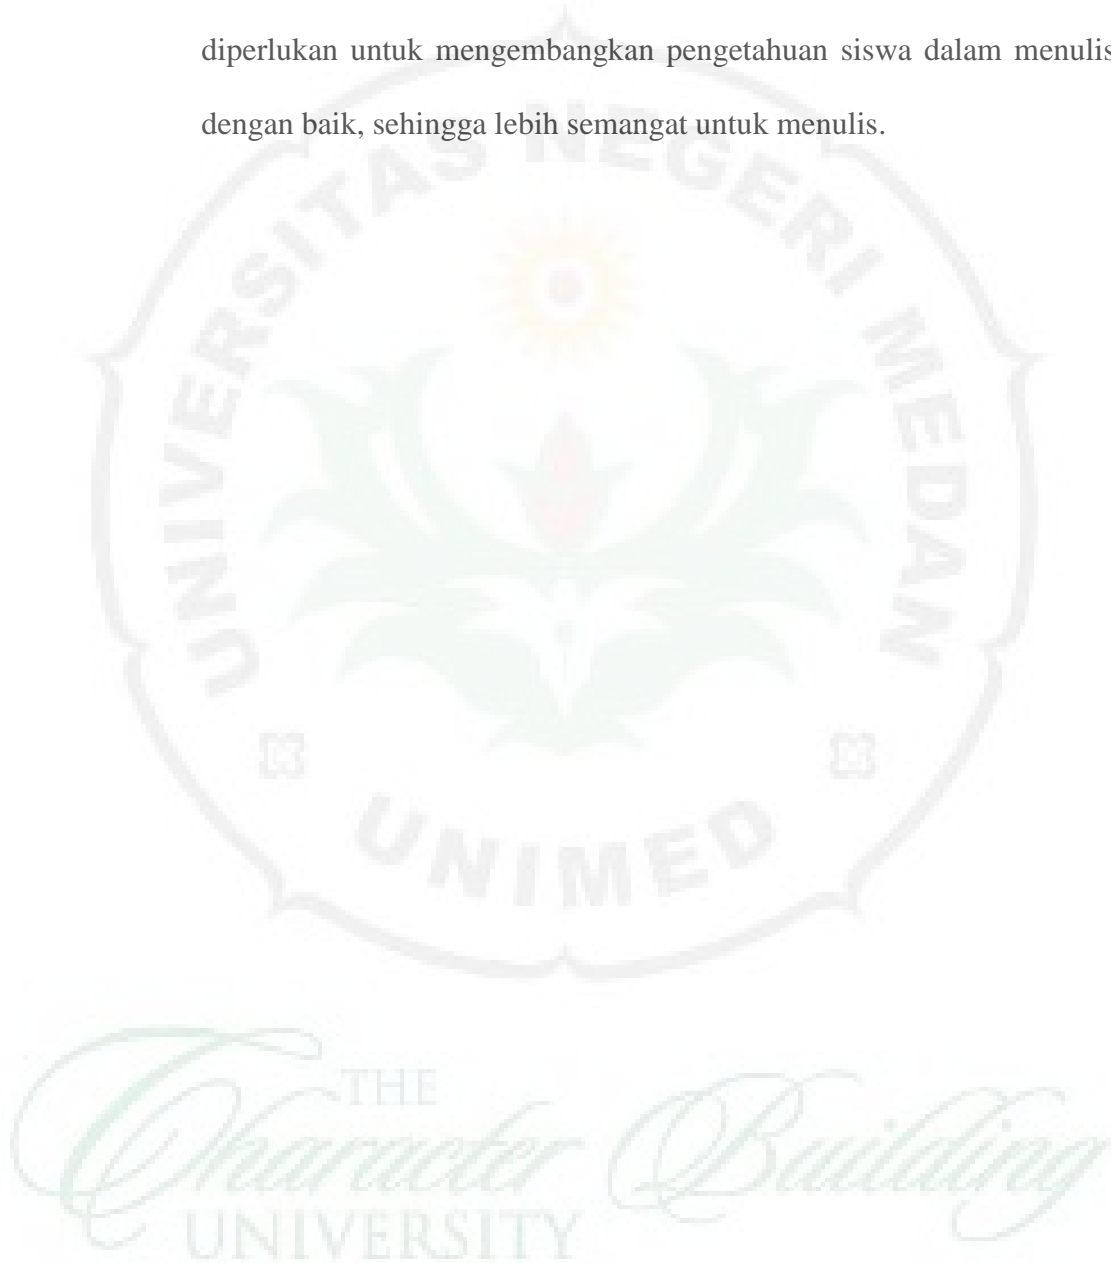 diperlukan untuk mengembangkan pengetahuan siswa dalam menulis
dengan baik, sehingga lebih semangat untuk menulis.
UNIVERSITAS NEGERI MEDAN
UNIMED
THE
Character Building
UNIVERSITY